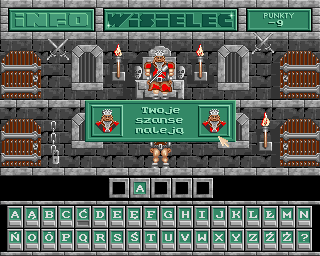 INFO WISIELEC PUNKTY
-9
Twoje
szanse
maleją
A
A Ą B C Ć D E Ę F G H I J K Ł L M N
Ń O Ó P Q R S Ś T U V W X Y Z Ź Ż ?